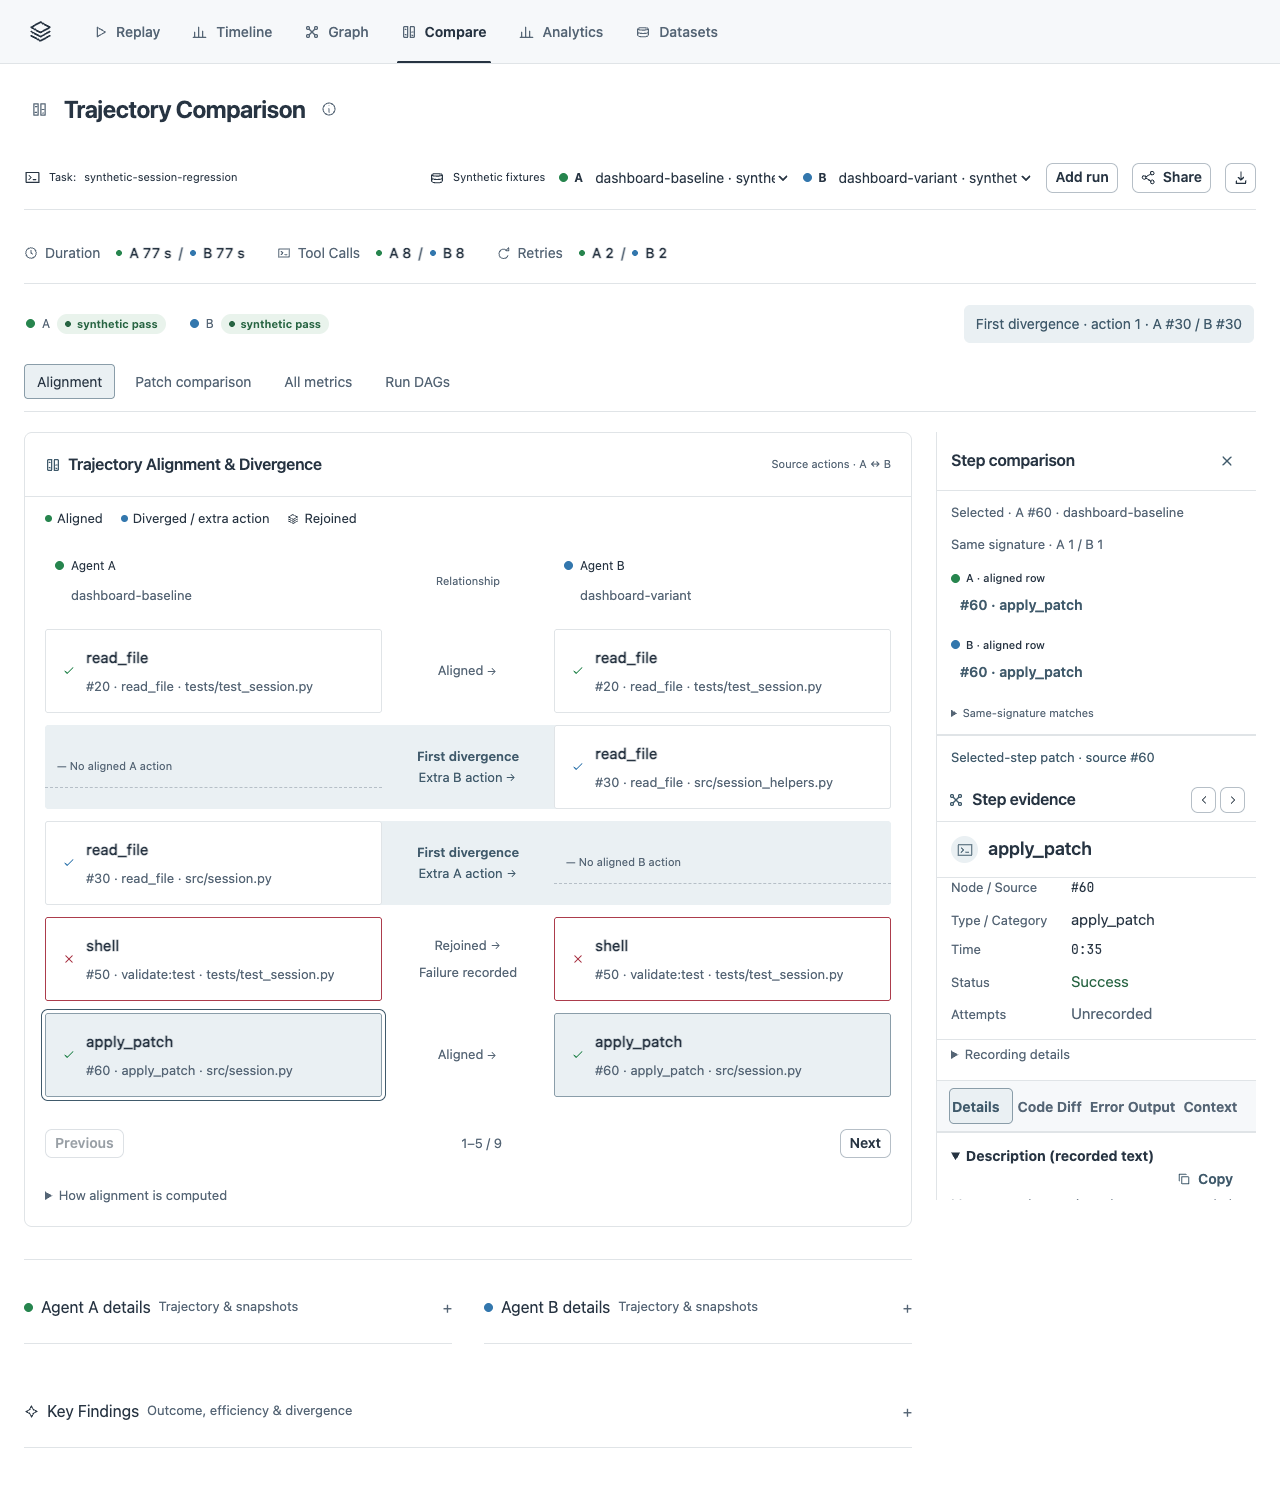 Replay
Timeline
Graph
Compare
Analytics
Datasets
Trajectory Comparison
Task: synthetic-session-regression
Synthetic fixtures
A dashboard-baseline · synthe
B dashboard-variant · synthet
Add run
Share
Duration A 77 s / B 77 s
Tool Calls A 8 / B 8
Retries A 2 / B 2
A synthetic pass
B synthetic pass
First divergence · action 1 · A #30 / B #30
Alignment
Patch comparison
All metrics
Run DAGs
Trajectory Alignment & Divergence
Source actions · A ↔ B
Aligned
Diverged / extra action
Rejoined
Agent A
dashboard-baseline
Relationship
Agent B
dashboard-variant
read_file
#20 · read_file · tests/test_session.py
Aligned →
read_file
#20 · read_file · tests/test_session.py
— No aligned A action
First divergence
Extra B action →
read_file
#30 · read_file · src/session_helpers.py
read_file
#30 · read_file · src/session.py
First divergence
Extra A action →
— No aligned B action
shell
#50 · validate:test · tests/test_session.py
Rejoined →
Failure recorded
shell
#50 · validate:test · tests/test_session.py
apply_patch
#60 · apply_patch · src/session.py
Aligned →
apply_patch
#60 · apply_patch · src/session.py
Previous
1–5 / 9
Next
How alignment is computed
Step comparison
Selected · A #60 · dashboard-baseline
Same signature · A 1 / B 1
A · aligned row
#60 · apply_patch
B · aligned row
#60 · apply_patch
Same-signature matches
Selected-step patch · source #60
Step evidence
apply_patch
Node / Source #60
Type / Category apply_patch
Time 0:35
Status Success
Attempts Unrecorded
Recording details
Details
Code Diff
Error Output
Context
Description (recorded text)
Copy
Agent A details Trajectory & snapshots +
Agent B details Trajectory & snapshots +
Key Findings Outcome, efficiency & divergence +